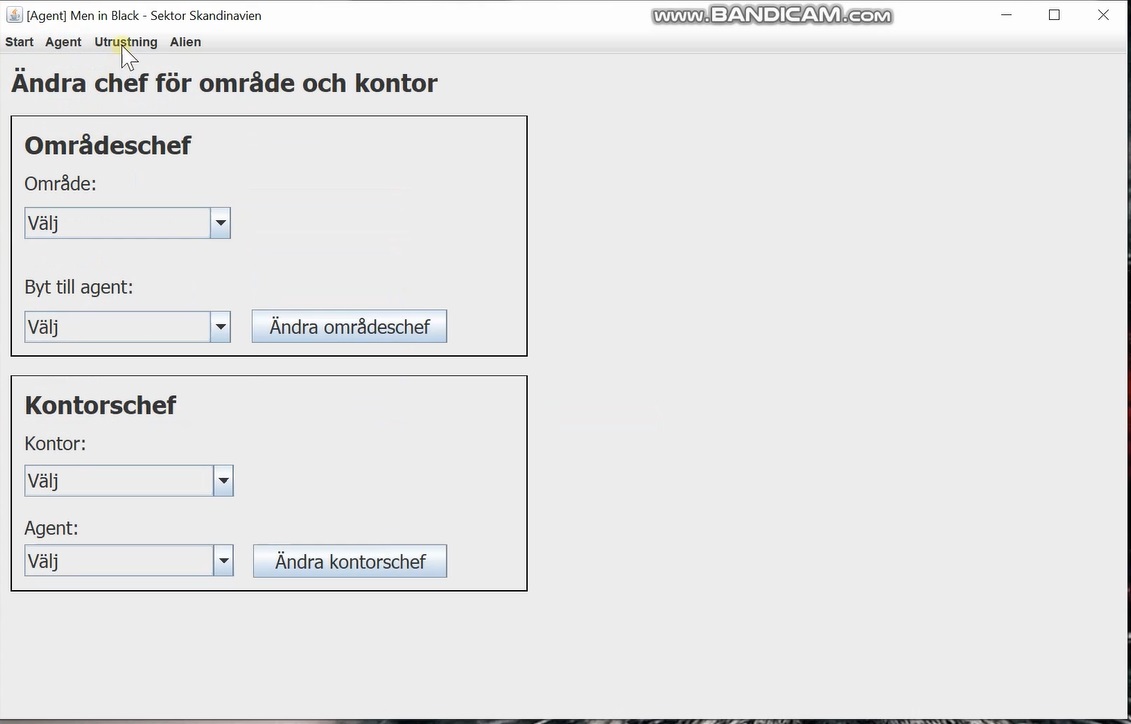 [Agent] Men in Black - Sektor Skandinavien
www.BANDICAM.com
Start Agent Utrustning Alien
Ändra chef för område och kontor
Områdeschef
Område:
Välj
Byt till agent:
Välj
Ändra områdeschef
Kontorschef
Kontor:
Välj
Agent:
Välj
Ändra kontorschef